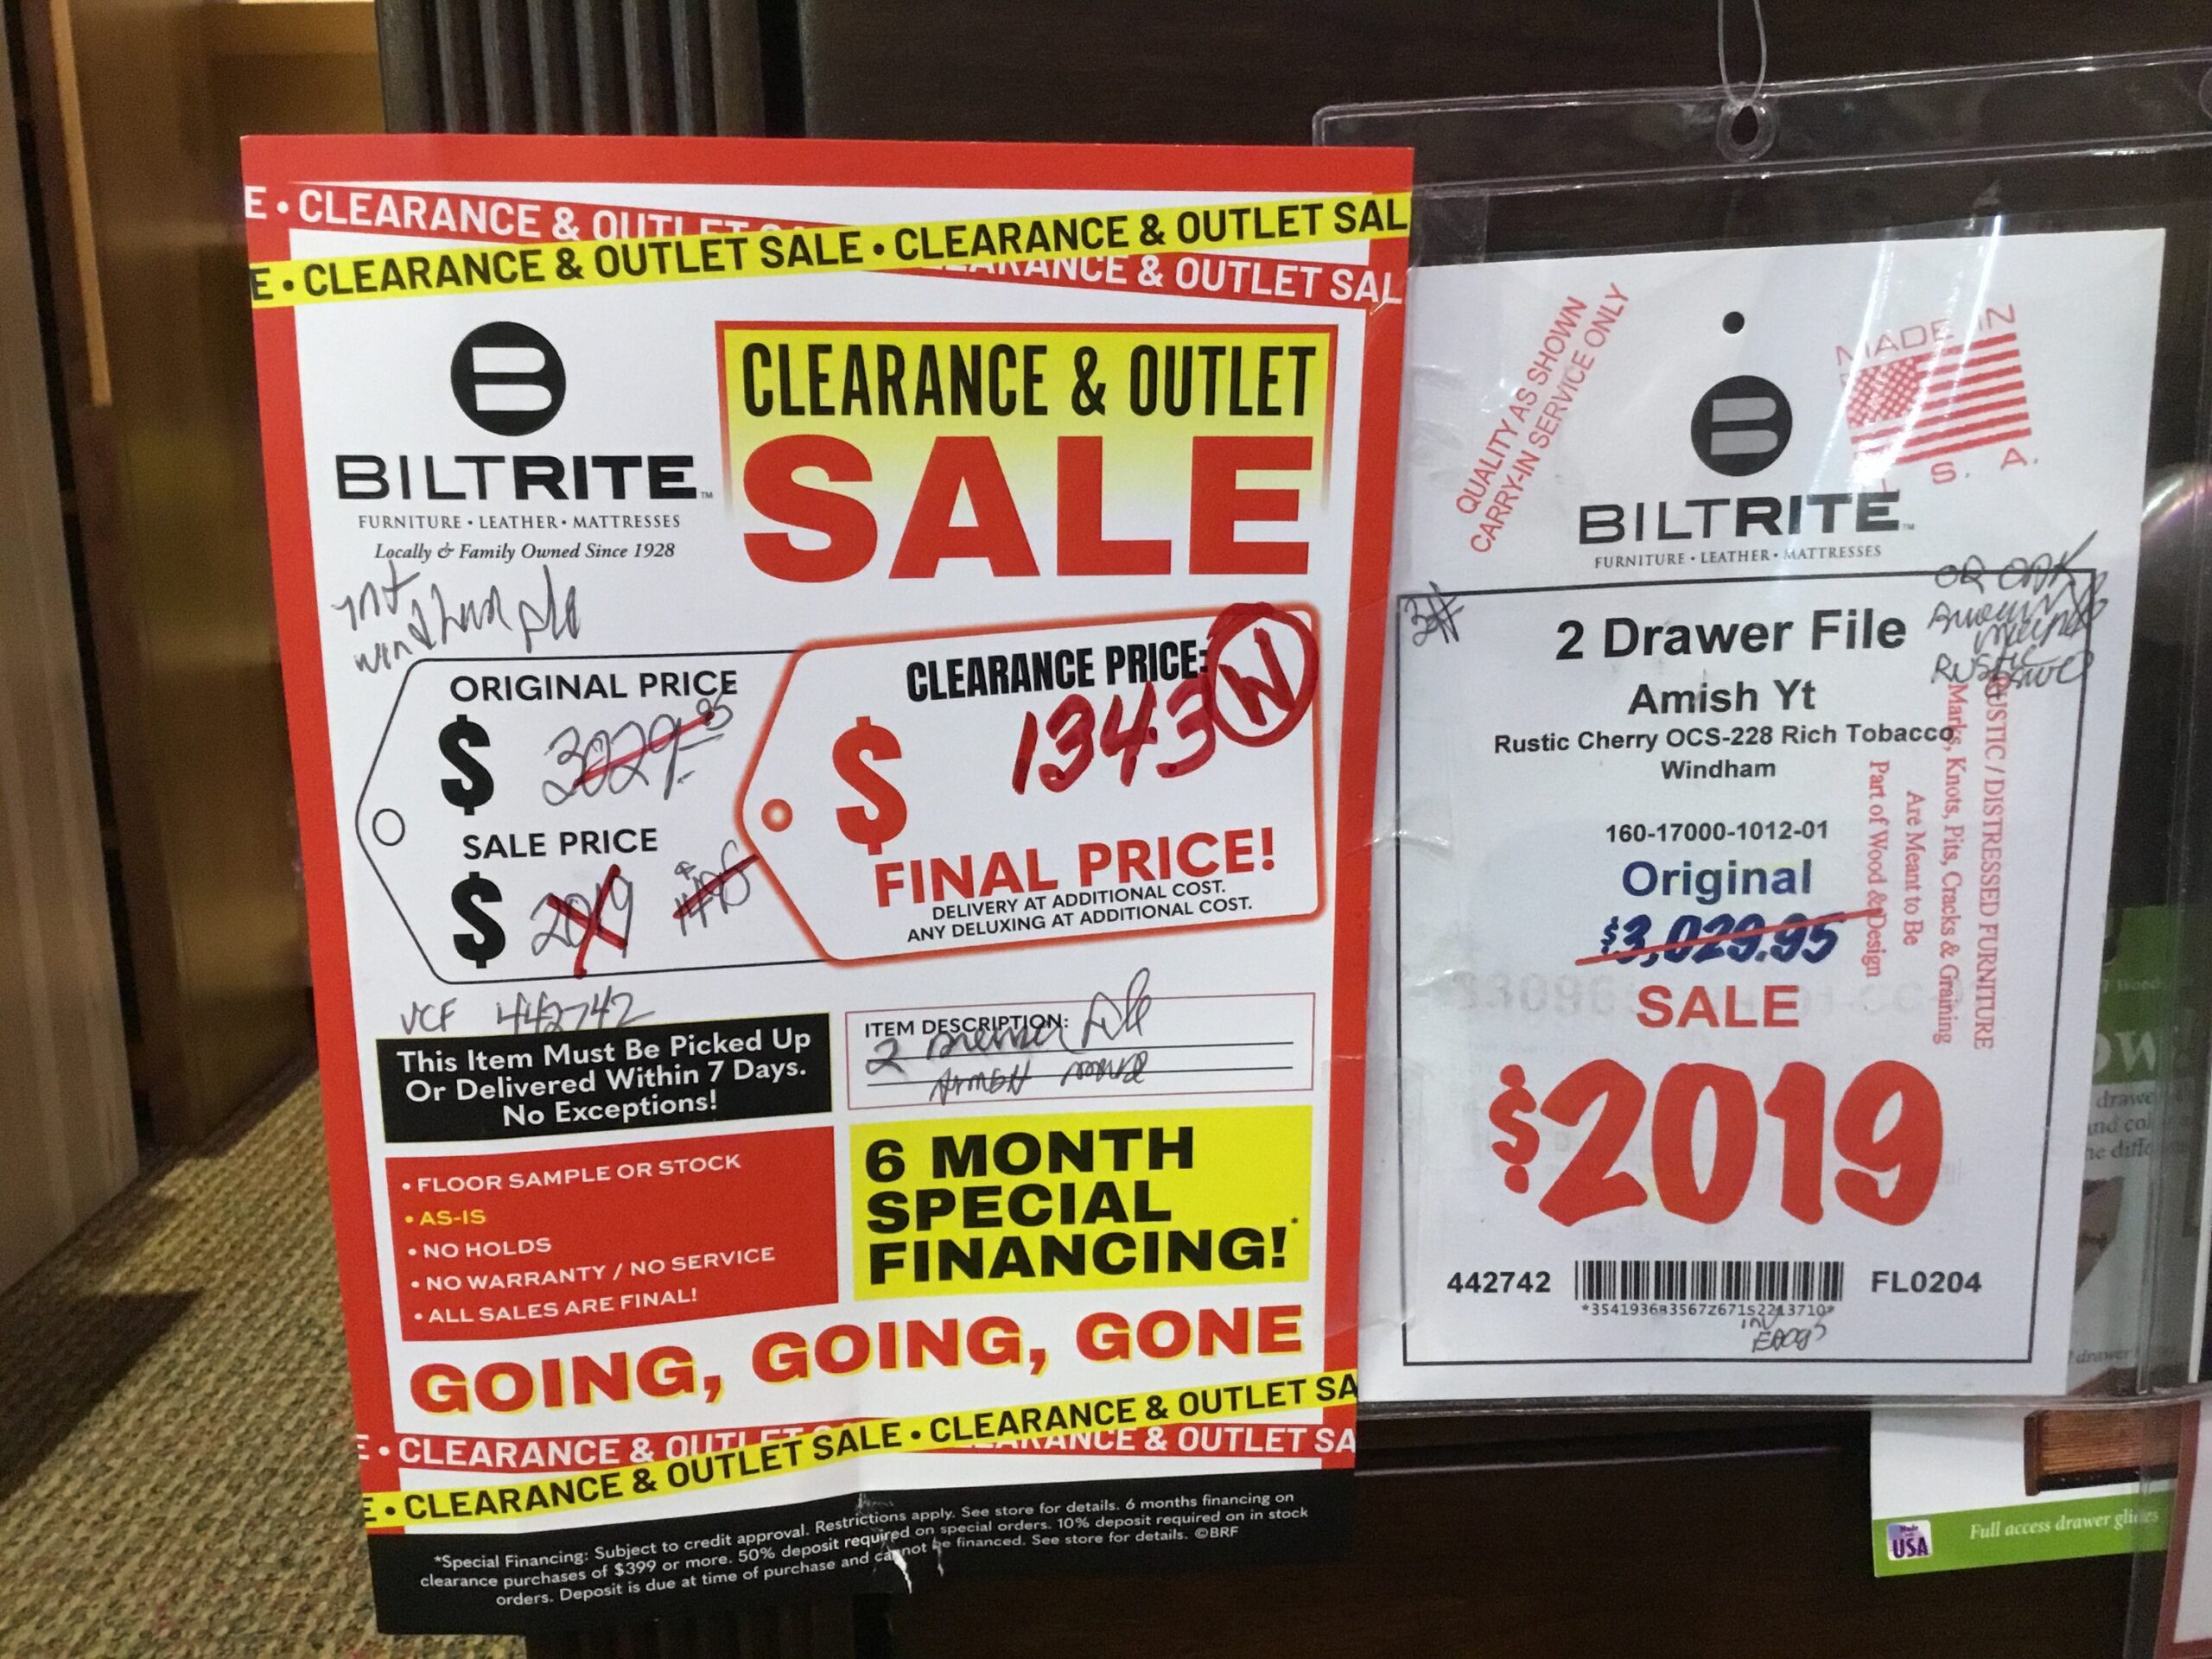 E • CLEARANCE & OUTLET SA
E • CLEARANCE & OUTLET SALE • CLEARANCE & OUTLET SAL
EARANCE & OUTLET SAL
B
BILTRITE™
FURNITURE • LEATHER • MATTRESSES
Locally & Family Owned Since 1928
CLEARANCE & OUTLET
SALE
ORIGINAL PRICE
$ 3029.95
SALE PRICE
$ 2019
CLEARANCE PRICE:
$ 1343 N
FINAL PRICE!
DELIVERY AT ADDITIONAL COST.
ANY DELUXING AT ADDITIONAL COST.
VCF 442742
This Item Must Be Picked Up
Or Delivered Within 7 Days.
No Exceptions!
ITEM DESCRIPTION:
2 Drawer File
• FLOOR SAMPLE OR STOCK
• AS-IS
• NO HOLDS
• NO WARRANTY / NO SERVICE
• ALL SALES ARE FINAL!
6 MONTH
SPECIAL
FINANCING!*
GOING, GOING, GONE
E • CLEARANCE & OUTLET SA
E • CLEARANCE & OUTLET SALE • CLEARANCE & OUTLET SA
EARANCE & OUTLET SA
*Special Financing: Subject to credit approval. Restrictions apply. See store for details. 6 months financing on
clearance purchases of $399 or more. 50% deposit required on special orders. 10% deposit required on in stock
orders. Deposit is due at time of purchase and cannot be financed. See store for details. ©BRF
QUALITY AS SHOWN
CARRY-IN SERVICE ONLY
MADE IN
U. S. A.
B
BILTRITE™
FURNITURE • LEATHER • MATTRESSES
2 Drawer File
Amish Yt
Rustic Cherry OCS-228 Rich Tobacco
Windham
160-17000-1012-01
Original
$3,029.95
SALE
$2019
442742
FL0204
*354193683567Z671S2213710*
RUSTIC / DISTRESSED FURNITURE
Marks, Knots, Pits, Cracks & Graining
Are Meant to Be
Part of Wood & Design
Full access drawer glides
USA